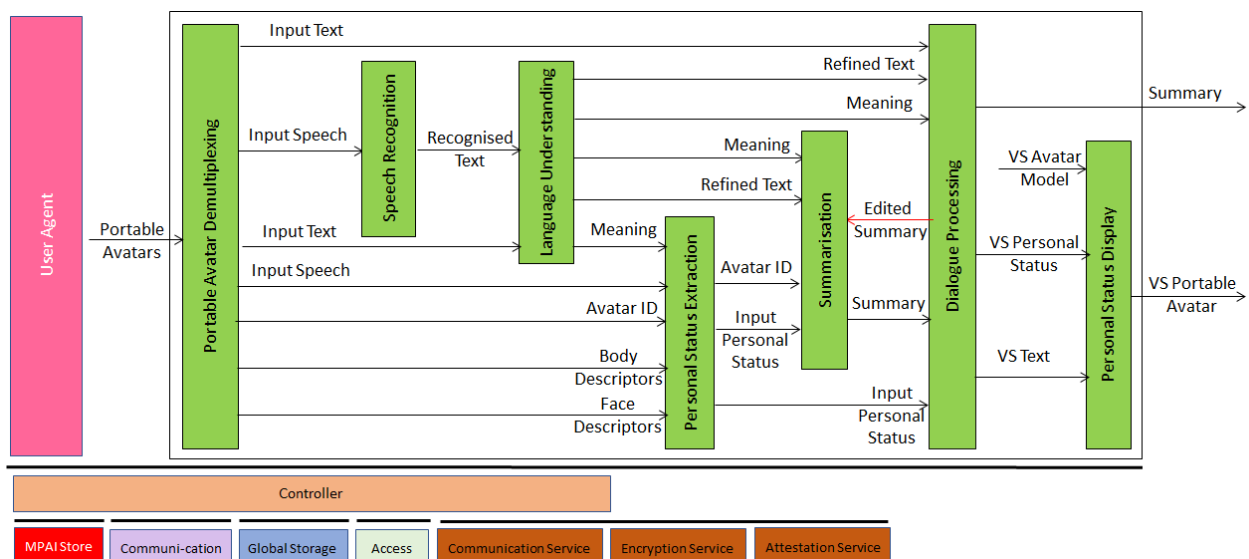 Input Text
Refined Text
Meaning
Summary
Input Speech
Recognised
Text
Meaning
VS Avatar
Model
Refined Text
Portable
Avatars
Input Text
Meaning
Edited
Summary
VS Personal
Status
Input Speech
Avatar ID
VS Portable
Avatar
Avatar ID
Input
Personal
Status
Summary
Body
Descriptors
VS Text
Face
Descriptors
Input
Personal
Status
User Agent
Portable Avatar Demultiplexing
Speech Recognition
Language Understanding
Personal Status Extraction
Summarisation
Dialogue Processing
Personal Status Display
Controller
MPAI Store
Communi-cation
Global Storage
Access
Communication Service
Encryption Service
Attestation Service